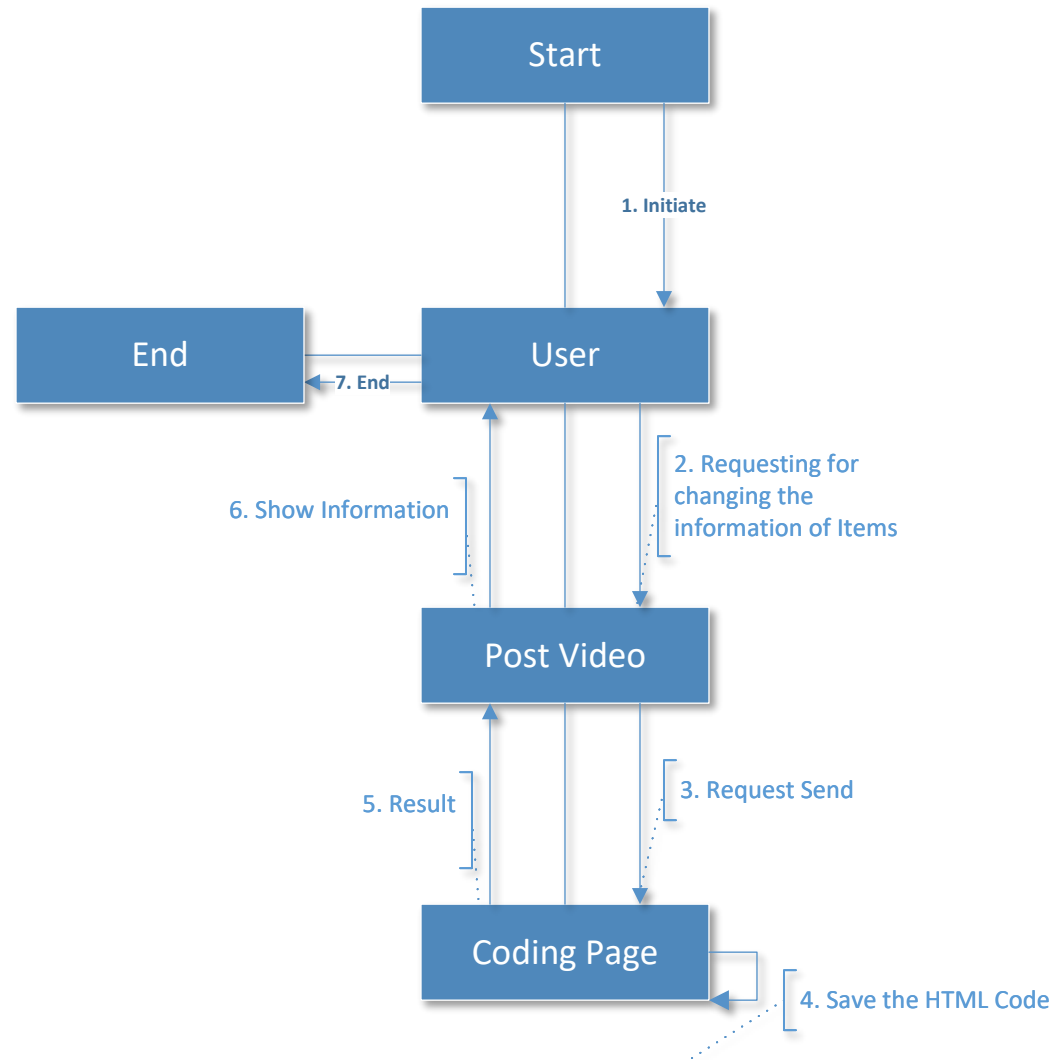 Start
1. Initiate
End
User
7. End
2. Requesting for
changing the
information of Items
6. Show Information
Post Video
3. Request Send
5. Result
Coding Page
4. Save the HTML Code